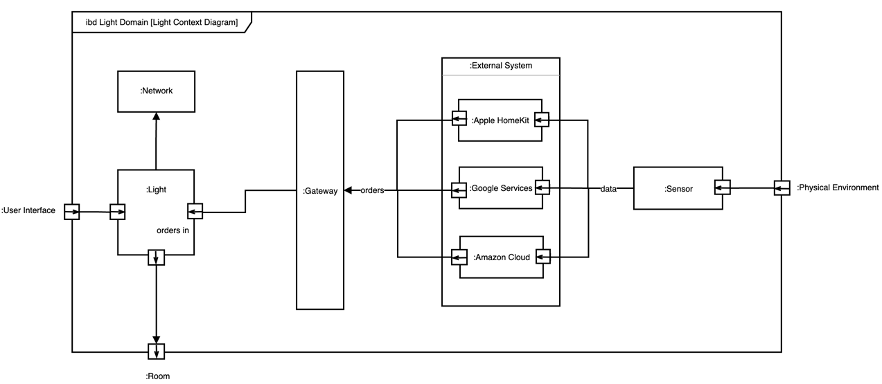 ibd Light Domain [Light Context Diagram]
:External System
:Network
:Apple HomeKit
:Light
:Gateway
orders
:Google Services
data
:Sensor
:Physical Environment
:User Interface
orders in
:Amazon Cloud
:Room